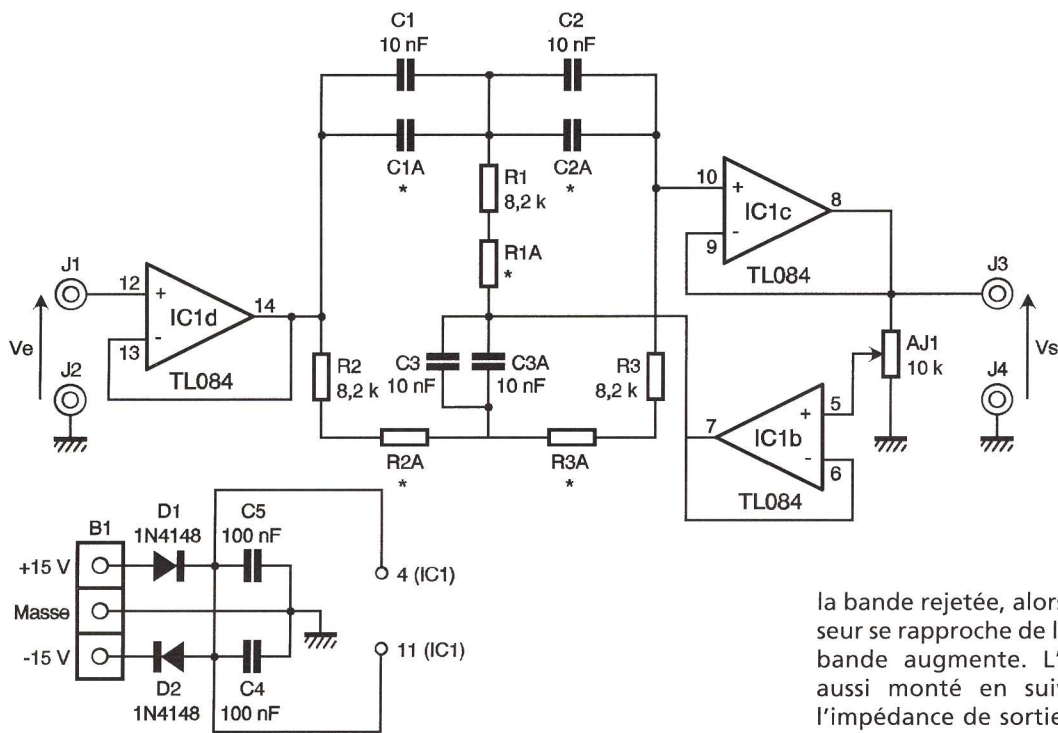 C1
10 nF
C2
10 nF
C1A
*
C2A
*
R1
8,2 k
R1A
*
10
+
IC1c
8
-
9
TL084
J1
12
+
IC1d
14
-
13
TL084
Ve
J2
J3
AJ1
10 k
Vs
J4
R2
8,2 k
C3
10 nF
C3A
10 nF
R3
8,2 k
5
+
IC1b
7
-
6
TL084
R2A
*
R3A
*
B1
D1
1N4148
C5
100 nF
+15 V
Masse
-15 V
4 (IC1)
11 (IC1)
D2
1N4148
C4
100 nF
la bande rejetée, alors
seur se rapproche de l
bande augmente. L'
aussi monté en suiv
l'impédance de sortie